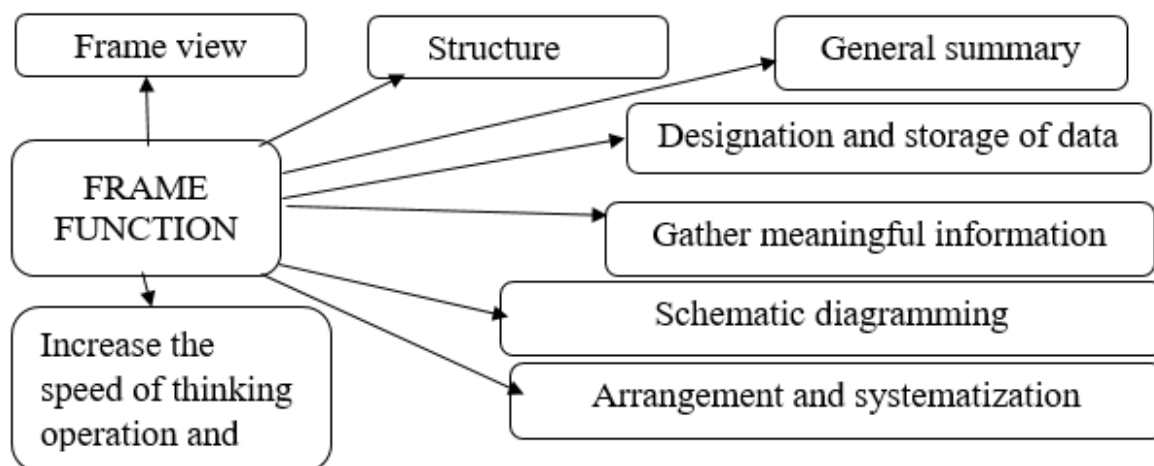 Frame view
Structure
General summary
Designation and storage of data
FRAME
FUNCTION
Gather meaningful information
Schematic diagramming
Increase the
speed of thinking
operation and
Arrangement and systematization